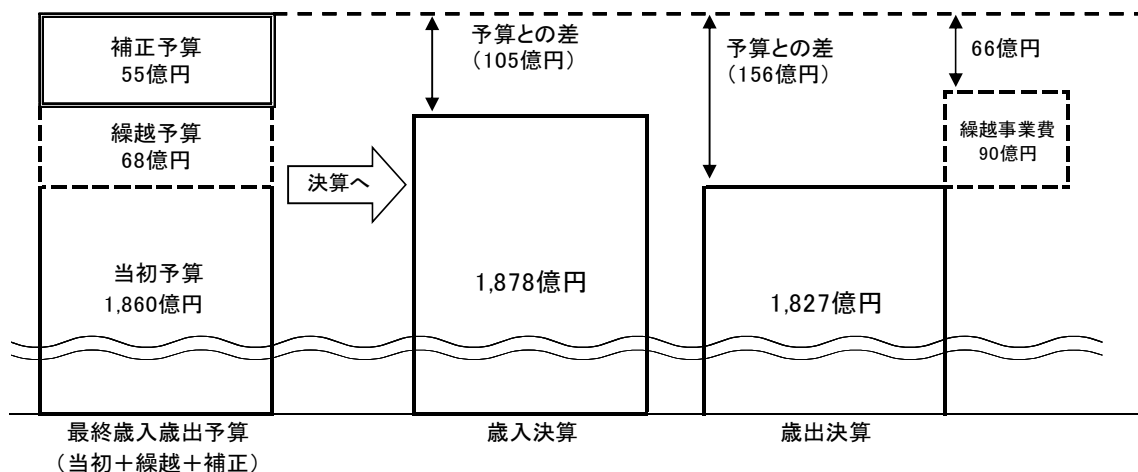 補正予算
55億円
繰越予算
68億円
当初予算
1,860億円
最終歳入歳出予算
（当初＋繰越＋補正）
決算へ
予算との差
（105億円）
1,878億円
歳入決算
予算との差
（156億円）
1,827億円
歳出決算
66億円
繰越事業費
90億円